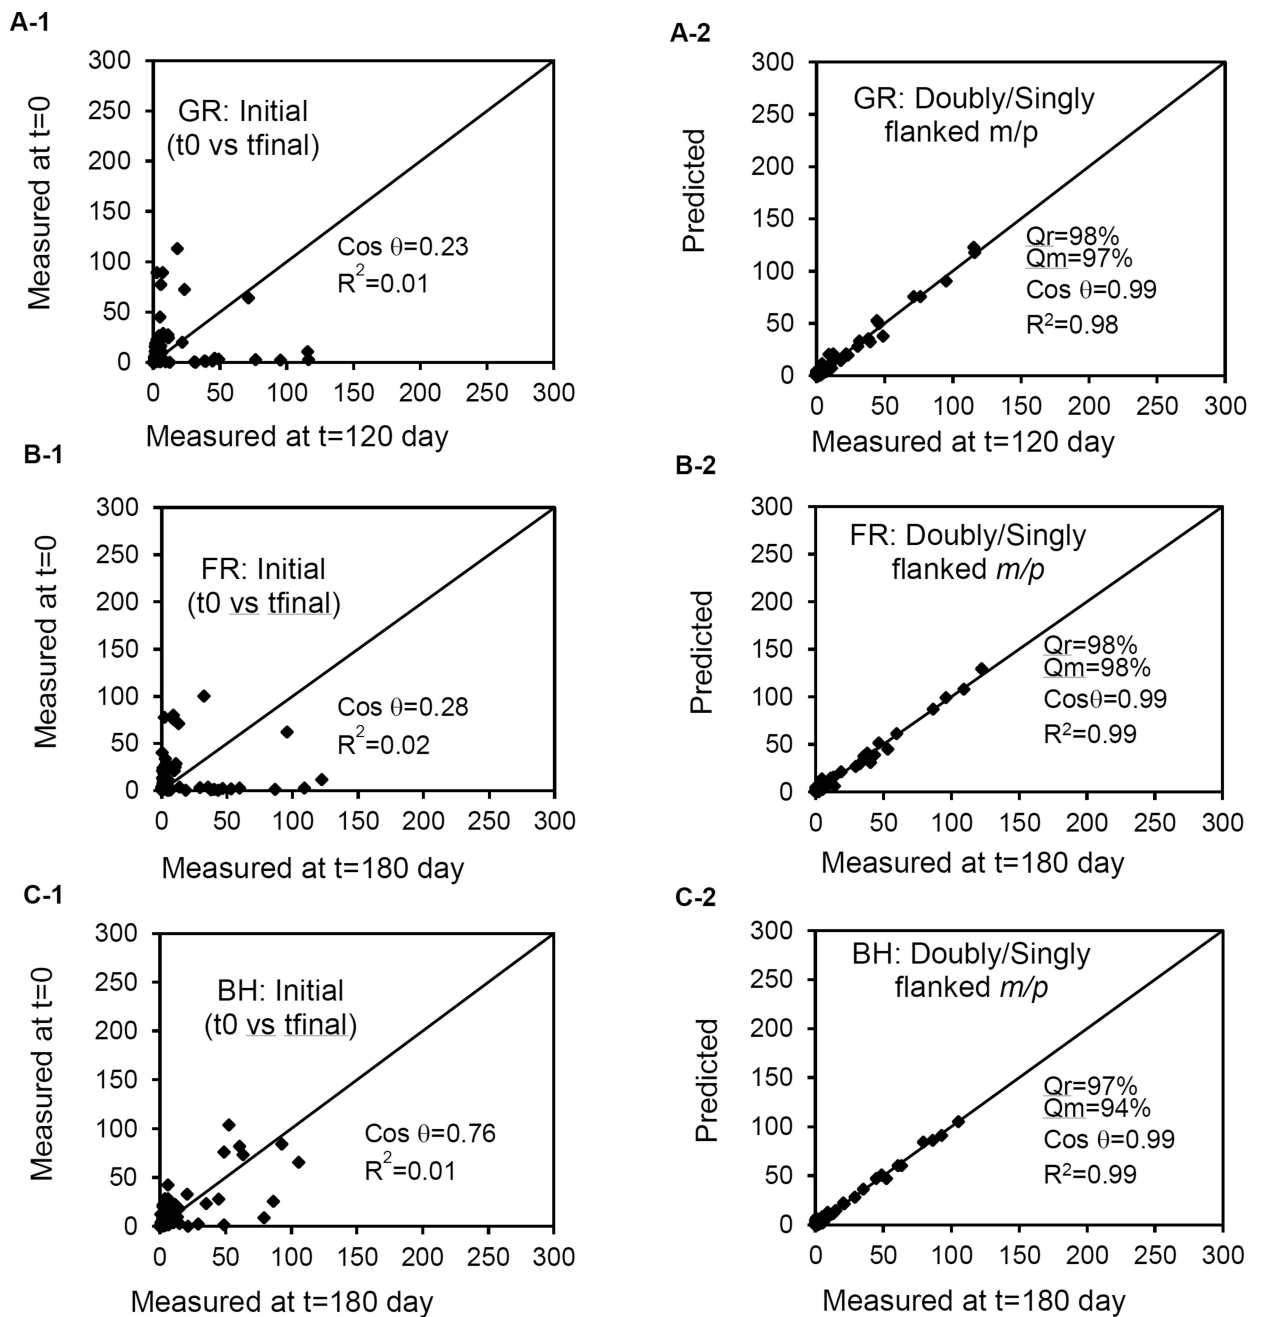 A-1
300
250
200
150
100
50
0
Measured at t=0
GR: Initial
(t0 vs tfinal)
Cos θ=0.23
R²=0.01
0 50 100 150 200 250 300
Measured at t=120 day
A-2
300
250
200
150
100
50
0
Predicted
GR: Doubly/Singly
flanked m/p
Qr=98%
Qm=97%
Cos θ=0.99
R²=0.98
0 50 100 150 200 250 300
Measured at t=120 day
B-1
300
250
200
150
100
50
0
Measured at t=0
FR: Initial
(t0 vs tfinal)
Cos θ=0.28
R²=0.02
0 50 100 150 200 250 300
Measured at t=180 day
B-2
300
250
200
150
100
50
0
Predicted
FR: Doubly/Singly
flanked m/p
Qr=98%
Qm=98%
Cosθ=0.99
R²=0.99
0 50 100 150 200 250 300
Measured at t=180 day
C-1
300
250
200
150
100
50
0
Measured at t=0
BH: Initial
(t0 vs tfinal)
Cos θ=0.76
R²=0.01
0 50 100 150 200 250 300
Measured at t=180 day
C-2
300
250
200
150
100
50
0
Predicted
BH: Doubly/Singly
flanked m/p
Qr=97%
Qm=94%
Cos θ=0.99
R²=0.99
0 50 100 150 200 250 300
Measured at t=180 day